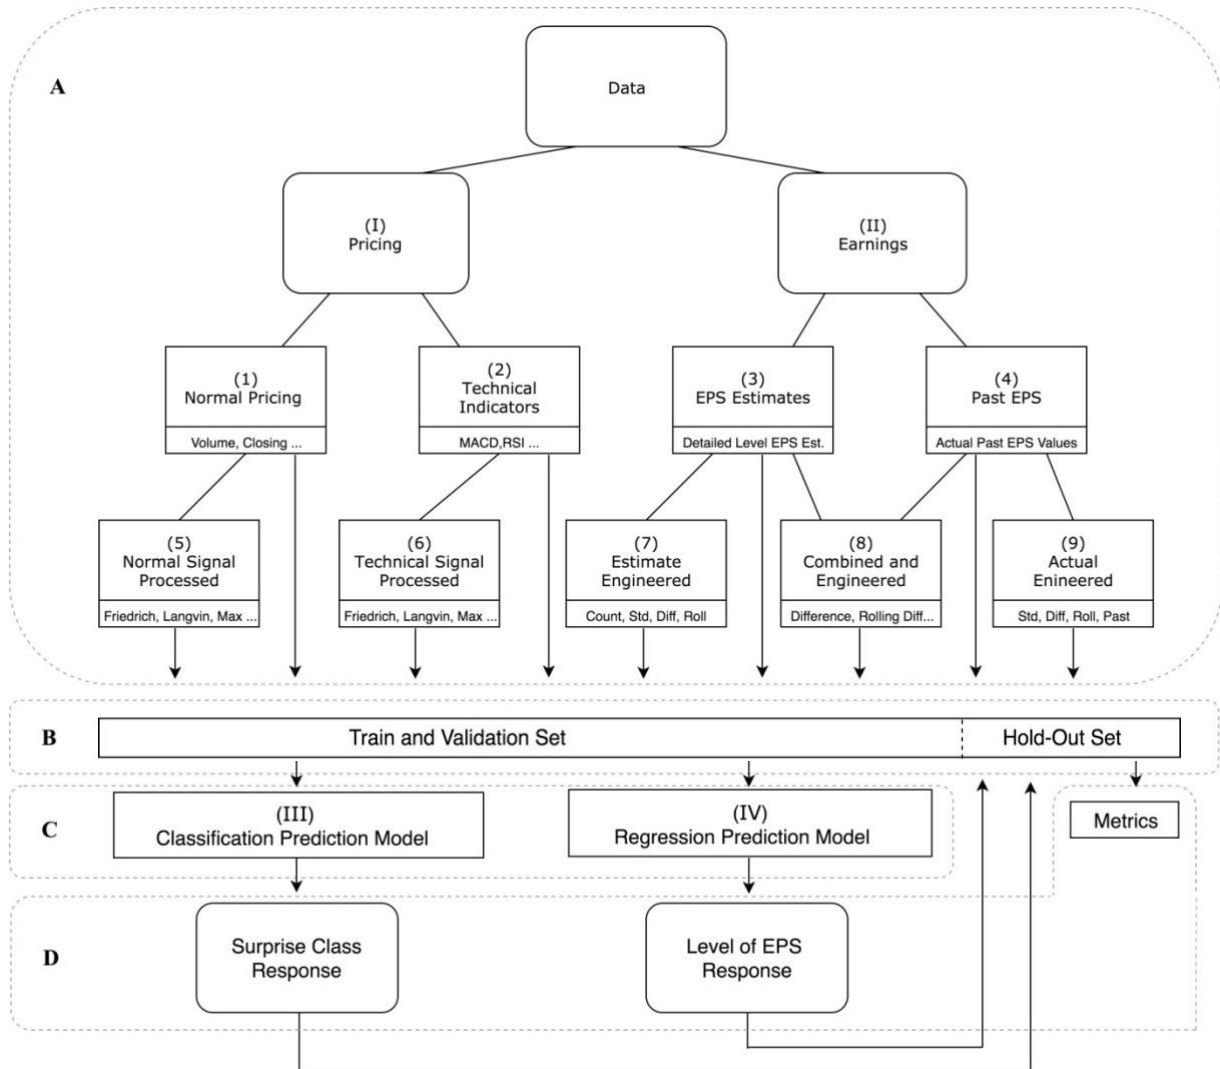 A
Data
(I)
Pricing
(II)
Earnings
(1)
Normal Pricing
Volume, Closing ...
(2)
Technical
Indicators
MACD,RSI ...
(3)
EPS Estimates
Detailed Level EPS Est.
(4)
Past EPS
Actual Past EPS Values
(5)
Normal Signal
Processed
Friedrich, Langvin, Max ...
(6)
Technical Signal
Processed
Friedrich, Langvin, Max ...
(7)
Estimate
Engineered
Count, Std, Diff, Roll
(8)
Combined and
Engineered
Difference, Rolling Diff...
(9)
Actual
Enineered
Std, Diff, Roll, Past
B
Train and Validation Set
Hold-Out Set
C
(III)
Classification Prediction Model
(IV)
Regression Prediction Model
Metrics
D
Surprise Class
Response
Level of EPS
Response